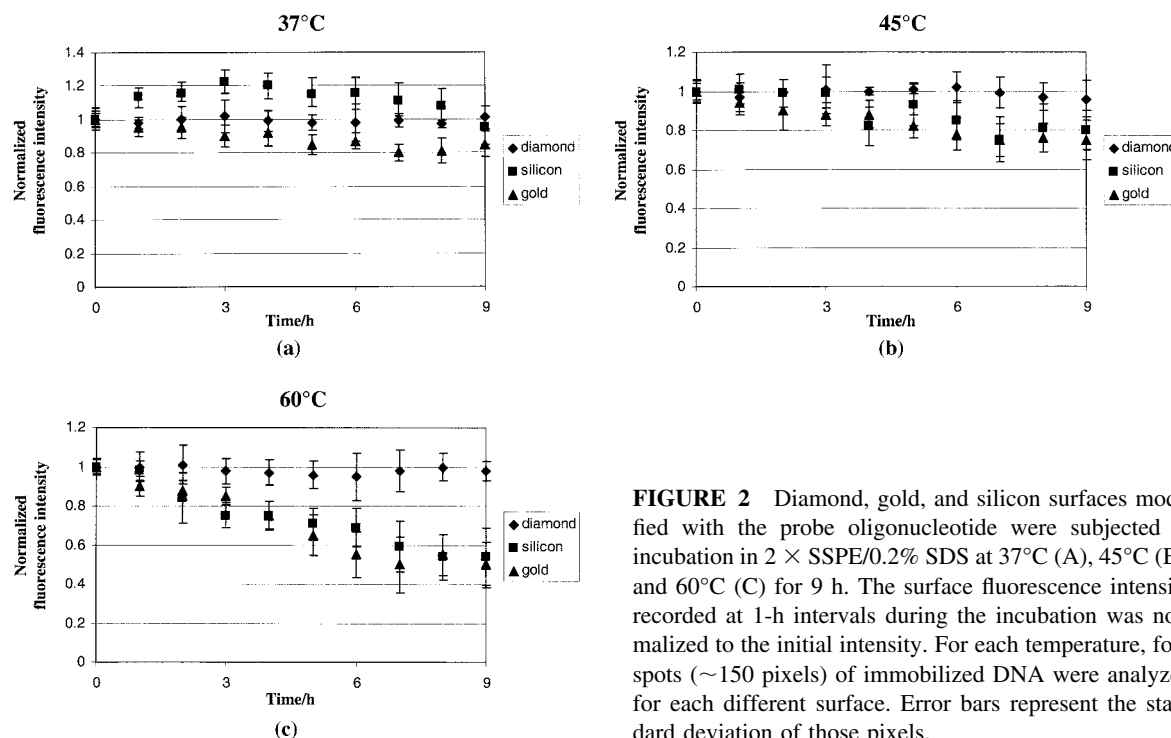 37°C
1.4
1.2
1
0.8
0.6
0.4
0.2
0
Normalized
fluorescence intensity
0
3
6
9
Time/h
diamond
silicon
gold
(a)
45°C
1.2
1
0.8
0.6
0.4
0.2
0
Normalized
fluorescence intensity
0
3
6
9
Time/h
diamond
silicon
gold
(b)
60°C
1.2
1
0.8
0.6
0.4
0.2
0
Normalized
fluorescence intensity
0
3
6
9
Time/h
diamond
silicon
gold
(c)
FIGURE 2 Diamond, gold, and silicon surfaces mod
fied with the probe oligonucleotide were subjected
incubation in 2 × SSPE/0.2% SDS at 37°C (A), 45°C (B
and 60°C (C) for 9 h. The surface fluorescence intensi
recorded at 1-h intervals during the incubation was no
malized to the initial intensity. For each temperature, fo
spots (~150 pixels) of immobilized DNA were analyze
for each different surface. Error bars represent the sta
dard deviation of those pixels.